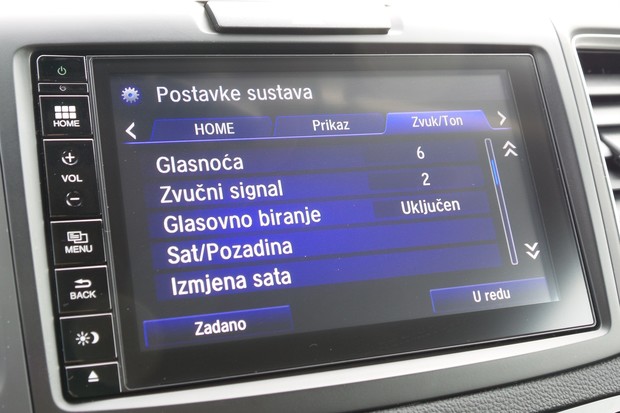 Postavke sustava
HOME Prikaz Zvuk/Ton
Glasnoća 6
Zvučni signal 2
Glasovno biranje Uključen
Sat/Pozadina
Izmjena sata
Zadano U redu
HOME
VOL
MENU
BACK